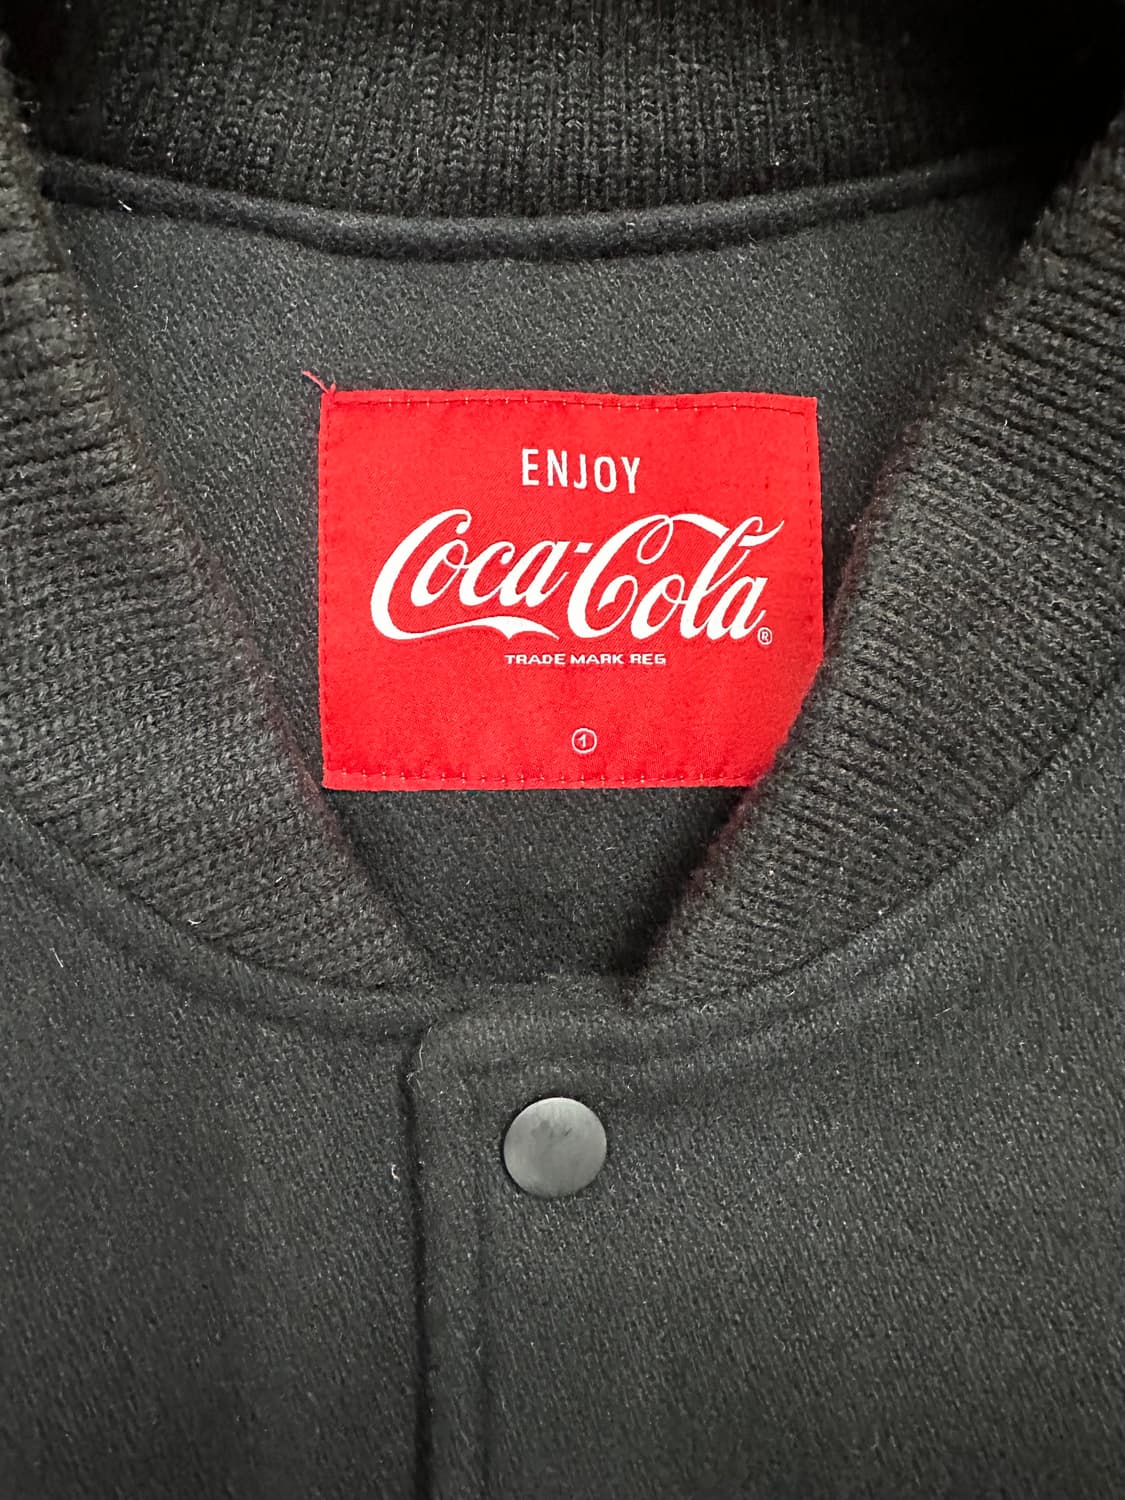 ENJOY
Coca-Cola®
TRADE MARK REG
①